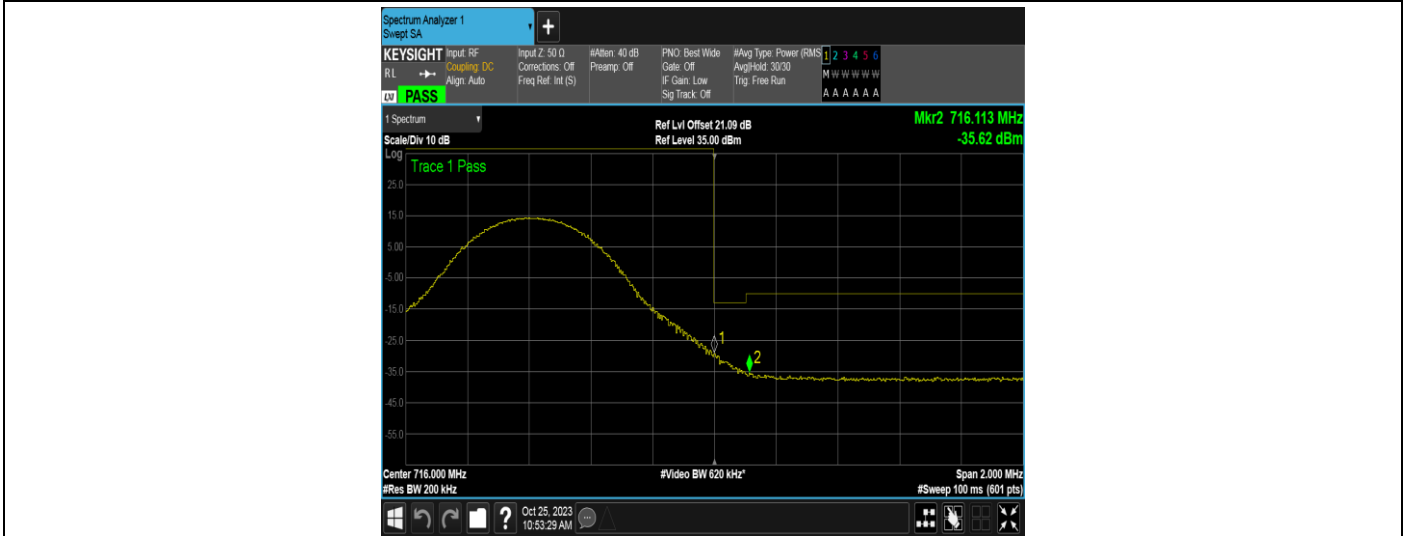 Spectrum Analyzer 1
Swept SA
+
KEYSIGHT Input: RF Input Z: 50 Ω #Atten: 40 dB PNO: Best Wide #Avg Type: Power (RMS 1 2 3 4 5 6
RL Coupling: DC Corrections: Off Preamp: Off Gate: Off Avg|Hold: 30/30 M W W W W W
Align: Auto Freq Ref: Int (S) IF Gain: Low Trig: Free Run
Sig Track: Off A A A A A A
LXI PASS
1 Spectrum Ref Lvl Offset 21.09 dB Mkr2 716.113 MHz
Scale/Div 10 dB Ref Level 35.00 dBm -35.62 dBm
Log
Trace 1 Pass
25.0
15.0
5.00
-5.00
-15.0
-25.0
1
2
-35.0
-45.0
-55.0
Center 716.000 MHz #Video BW 620 kHz* Span 2.000 MHz
#Res BW 200 kHz #Sweep 100 ms (601 pts)
? Oct 25, 2023
10:53:29 AM